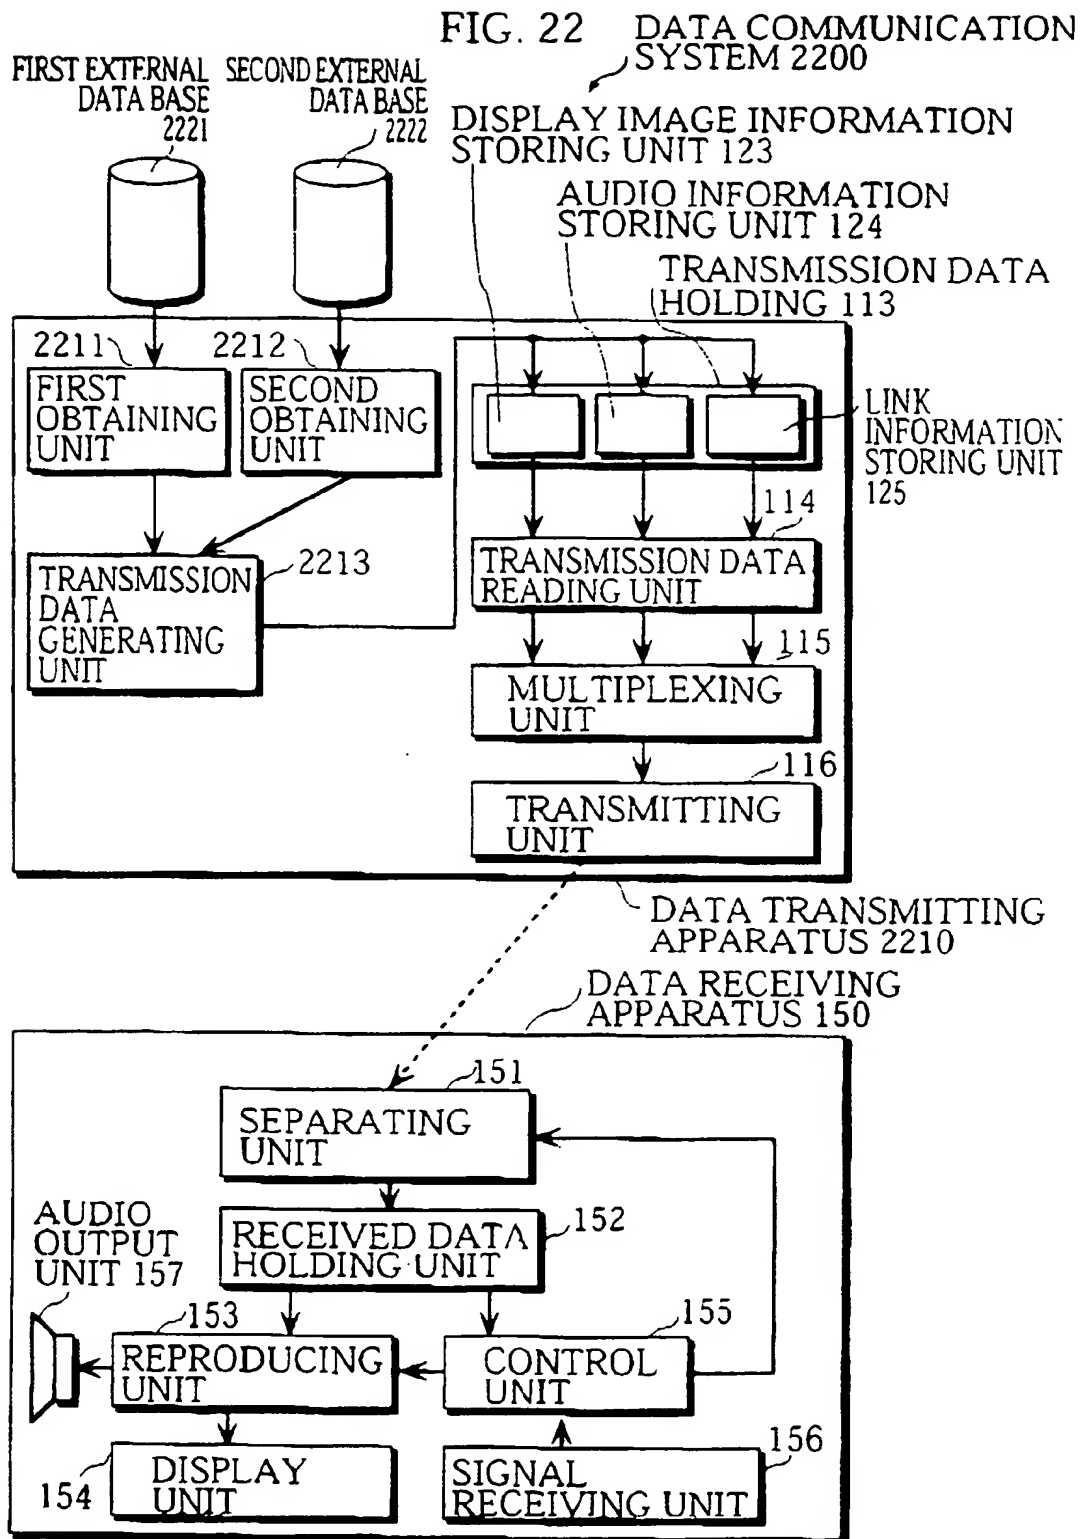 FIG. 22
DATA COMMUNICATION
SYSTEM 2200
FIRST EXTERNAL
DATA BASE
2221
SECOND EXTERNAL
DATA BASE
2222
DISPLAY IMAGE INFORMATION
STORING UNIT 123
AUDIO INFORMATION
STORING UNIT 124
TRANSMISSION DATA
HOLDING 113
2211
FIRST
OBTAINING
UNIT
2212
SECOND
OBTAINING
UNIT
LINK
INFORMATION
STORING UNIT
125
2213
TRANSMISSION
DATA
GENERATING
UNIT
114
TRANSMISSION DATA
READING UNIT
115
MULTIPLEXING
UNIT
116
TRANSMITTING
UNIT
DATA TRANSMITTING
APPARATUS 2210
DATA RECEIVING
APPARATUS 150
151
SEPARATING
UNIT
152
RECEIVED DATA
HOLDING UNIT
AUDIO
OUTPUT
UNIT 157
153
REPRODUCING
UNIT
155
CONTROL
UNIT
154
DISPLAY
UNIT
156
SIGNAL
RECEIVING UNIT